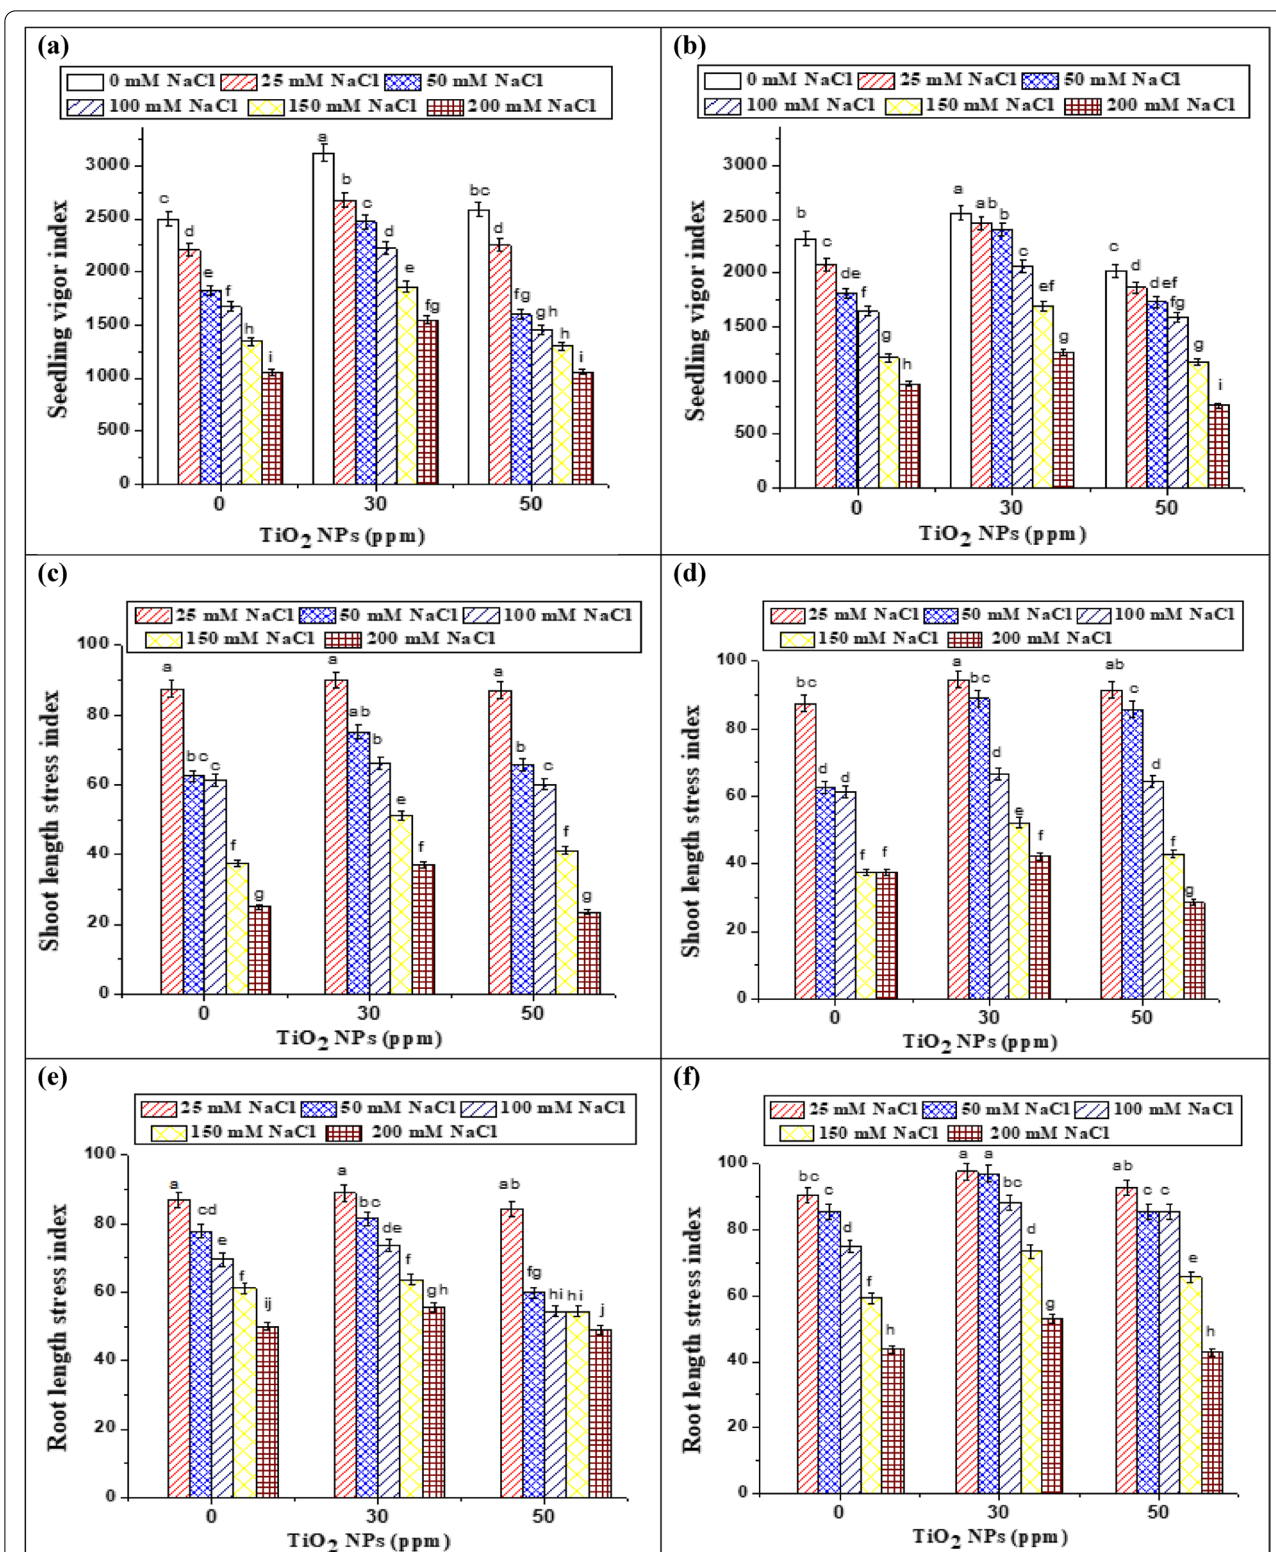 (a)
0 mM NaCl 25 mM NaCl 50 mM NaCl
100 mM NaCl 150 mM NaCl 200 mM NaCl
Seedling vigor index
3000
2500
2000
1500
1000
500
0
c d e f h i
a b c d e fg
bc d fg gh h i
0 30 50
TiO2 NPs (ppm)
(b)
0 mM NaCl 25 mM NaCl 50 mM NaCl
100 mM NaCl 150 mM NaCl 200 mM NaCl
Seedling vigor index
3000
2500
2000
1500
1000
500
0
b c de f g h
a ab b c ef g
c d def fg g i
0 30 50
TiO2 NPs (ppm)
(c)
25 mM NaCl 50 mM NaCl 100 mM NaCl
150 mM NaCl 200 mM NaCl
Shoot length stress index
100
80
60
40
20
0
a bc c f g
a ab b e f
a b c f g
0 30 50
TiO2 NPs (ppm)
(d)
25 mM NaCl 50 mM NaCl 100 mM NaCl
150 mM NaCl 200 mM NaCl
Shoot length stress index
100
80
60
40
20
0
bc d d f f
a bc d e f
ab c d f g
0 30 50
TiO2 NPs (ppm)
(e)
25 mM NaCl 50 mM NaCl 100 mM NaCl
150 mM NaCl 200 mM NaCl
Root length stress index
100
80
60
40
20
0
a cd e f ij
a bc de f gh
ab fg hi hi j
0 30 50
TiO2 NPs (ppm)
(f)
25 mM NaCl 50 mM NaCl 100 mM NaCl
150 mM NaCl 200 mM NaCl
Root length stress index
100
80
60
40
20
0
bc c d f h
a a bc d g
ab c c e h
0 30 50
TiO2 NPs (ppm)